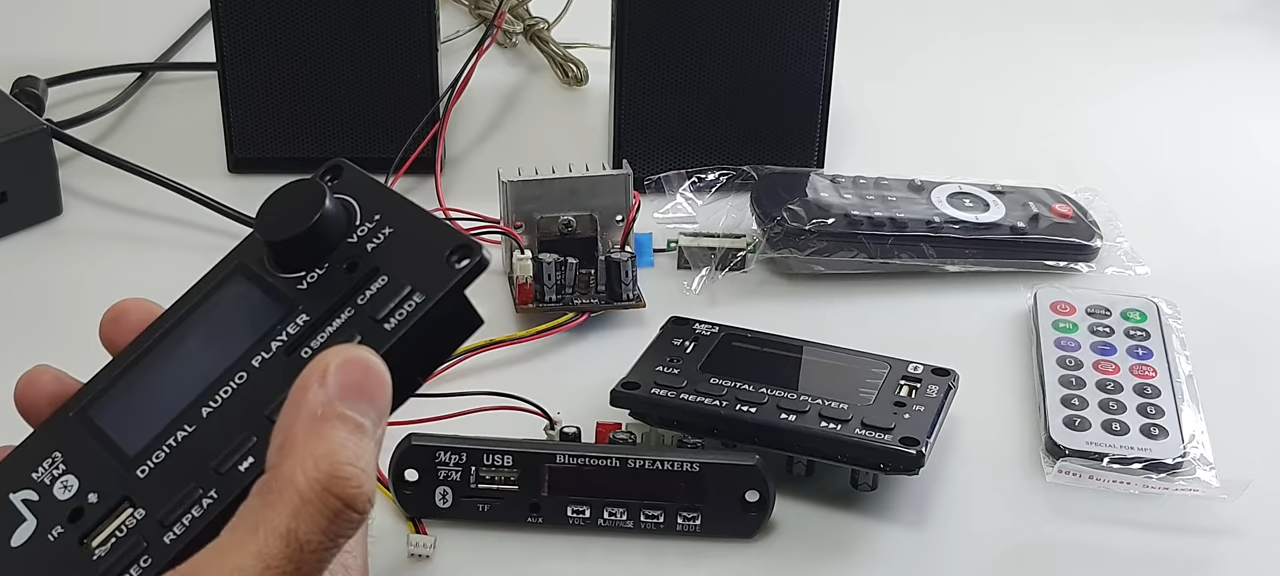 VOL+
VOL-
AUX
SD/MMC CARD
MODE
DIGITAL AUDIO PLAYER
MP3
FM
IR
USB
REPEAT
REC
MP3
FM
AUX
DIGITAL AUDIO PLAYER
REC REPEAT
MODE
USB
IR
Mp3
FM
USB
Bluetooth SPEAKERS
TF
AUX
VOL-
PLAY/PAUSE
VOL+
MODE
Mode
EQ
0
U/SD
SCAN
1 2 3
4 5 6
7 8 9
SPECIAL FOR MP3